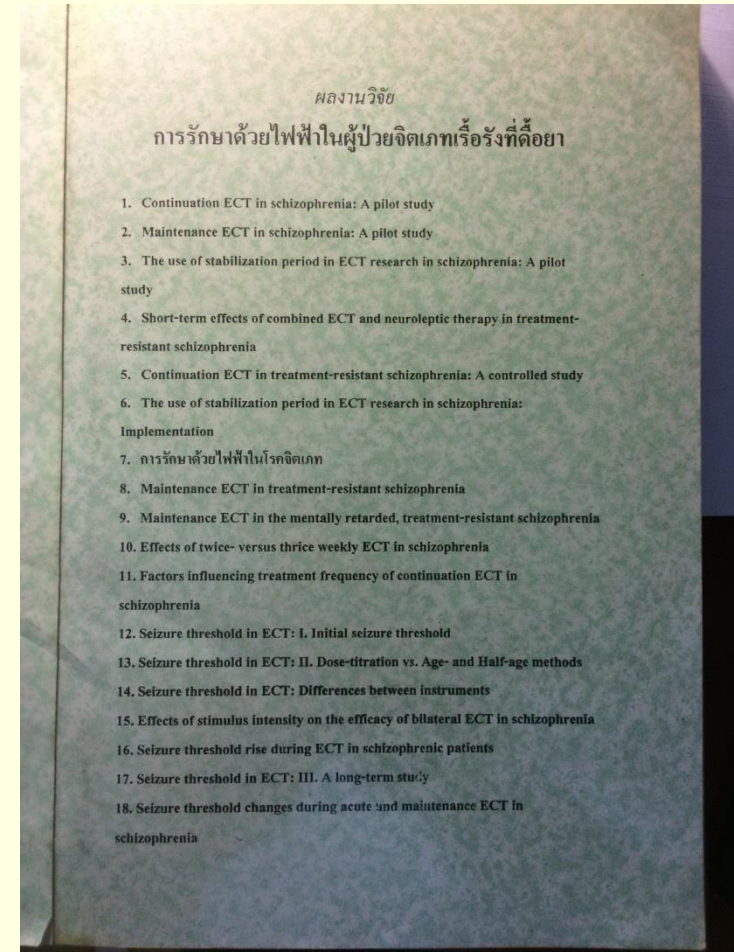 ผลงานวิจัย
การรักษาด้วยไฟฟ้าในผู้ป่วยจิตเภทเรื้อรังที่ดื้อยา
1. Continuation ECT in schizophrenia: A pilot study
2. Maintenance ECT in schizophrenia: A pilot study
3. The use of stabilization period in ECT research in schizophrenia: A pilot
study
4. Short-term effects of combined ECT and neuroleptic therapy in treatment-
resistant schizophrenia
5. Continuation ECT in treatment-resistant schizophrenia: A controlled study
6. The use of stabilization period in ECT research in schizophrenia:
Implementation
7. การรักษาด้วยไฟฟ้าในโรคจิตเภท
8. Maintenance ECT in treatment-resistant schizophrenia
9. Maintenance ECT in the mentally retarded, treatment-resistant schizophrenia
10. Effects of twice- versus thrice weekly ECT in schizophrenia
11. Factors influencing treatment frequency of continuation ECT in
schizophrenia
12. Seizure threshold in ECT: I. Initial seizure threshold
13. Seizure threshold in ECT: II. Dose-titration vs. Age- and Half-age methods
14. Seizure threshold in ECT: Differences between instruments
15. Effects of stimulus intensity on the efficacy of bilateral ECT in schizophrenia
16. Seizure threshold rise during ECT in schizophrenic patients
17. Seizure threshold in ECT: III. A long-term study
18. Seizure threshold changes during acute and maintenance ECT in
schizophrenia